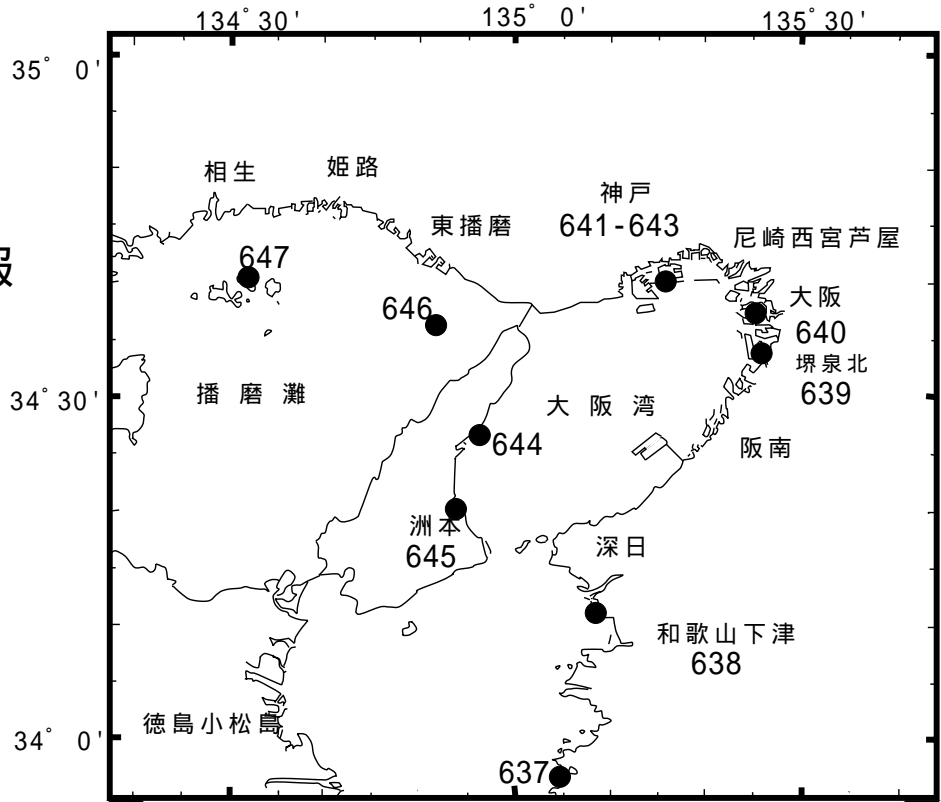 134° 30'
135° 0'
135° 30'
35° 0'
相生
姫路
神戸
641-643
東播磨
尼崎西宮芦屋
報
647
大阪
646
640
堺泉北
639
34° 30'
播磨灘
大阪湾
644
阪南
洲本
645
深日
和歌山下津
638
徳島小松島
34° 0'
637